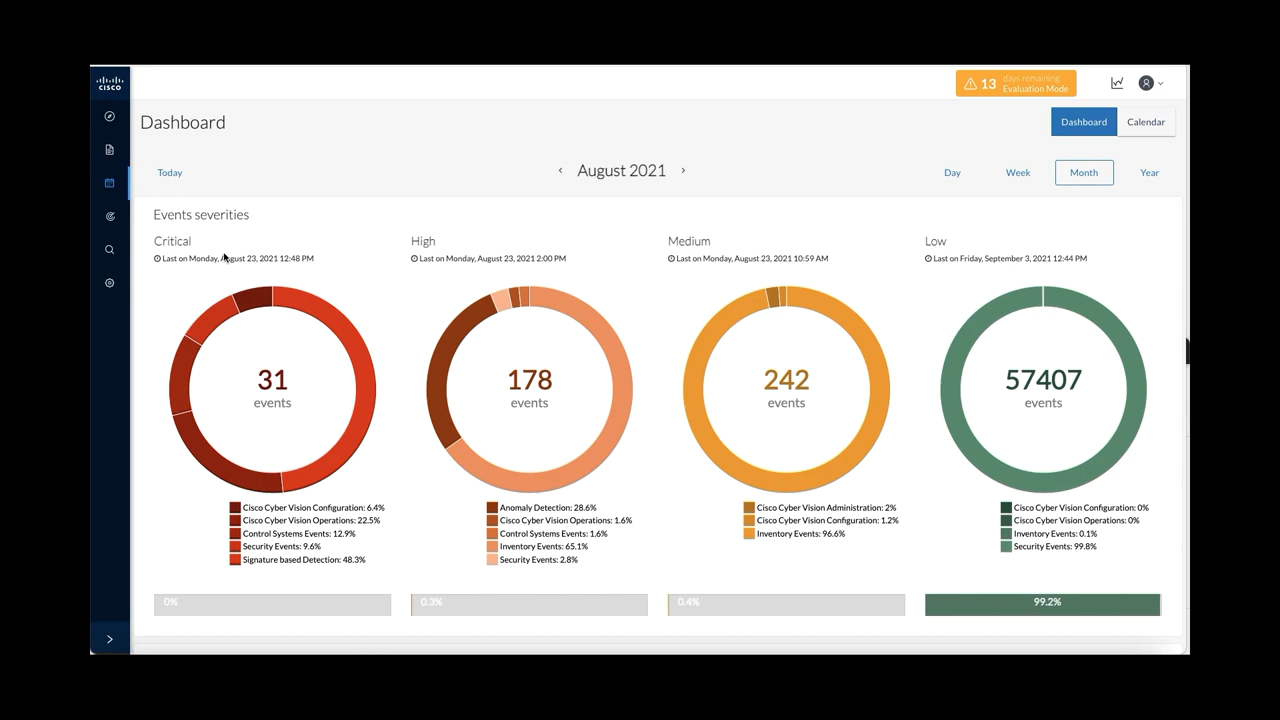 CISCO
13 days remaining
Evaluation Mode
Dashboard
Dashboard
Calendar
Today
August 2021
Day
Week
Month
Year
Events severities
Critical
Last on Monday, August 23, 2021 12:48 PM
31
events
Cisco Cyber Vision Configuration: 6.4%
Cisco Cyber Vision Operations: 22.5%
Control Systems Events: 12.9%
Security Events: 9.6%
Signature based Detection: 48.3%
0%
High
Last on Monday, August 23, 2021 2:00 PM
178
events
Anomaly Detection: 28.6%
Cisco Cyber Vision Operations: 1.6%
Control Systems Events: 1.6%
Inventory Events: 65.1%
Security Events: 2.8%
0.3%
Medium
Last on Monday, August 23, 2021 10:59 AM
242
events
Cisco Cyber Vision Administration: 2%
Cisco Cyber Vision Configuration: 1.2%
Inventory Events: 96.6%
0.4%
Low
Last on Friday, September 3, 2021 12:44 PM
57407
events
Cisco Cyber Vision Configuration: 0%
Cisco Cyber Vision Operations: 0%
Inventory Events: 0.1%
Security Events: 99.8%
99.2%